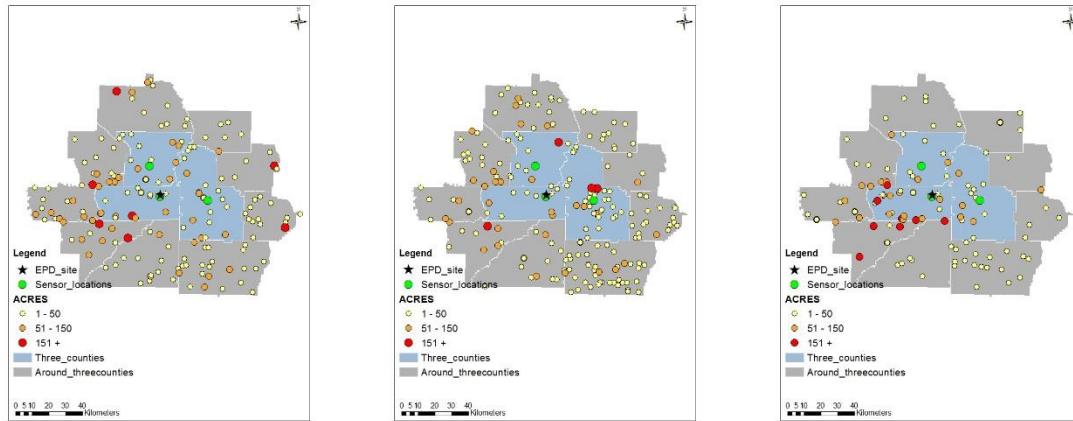 Legend
EPD_site
Sensor_locations
ACRES
1 - 50
51 - 150
151 +
Three_counties
Around_threecounties
0 5 10 20 30 40
Kilometers
Legend
EPD_site
Sensor_locations
ACRES
1 - 50
51 - 150
151 +
Three_counties
Around_threecounties
0 5 10 20 30 40
Kilometers
Legend
EPD_site
Sensor_locations
ACRES
1 - 50
51 - 150
151 +
Three_counties
Around_threecounties
0 5 10 20 30 40
Kilometers